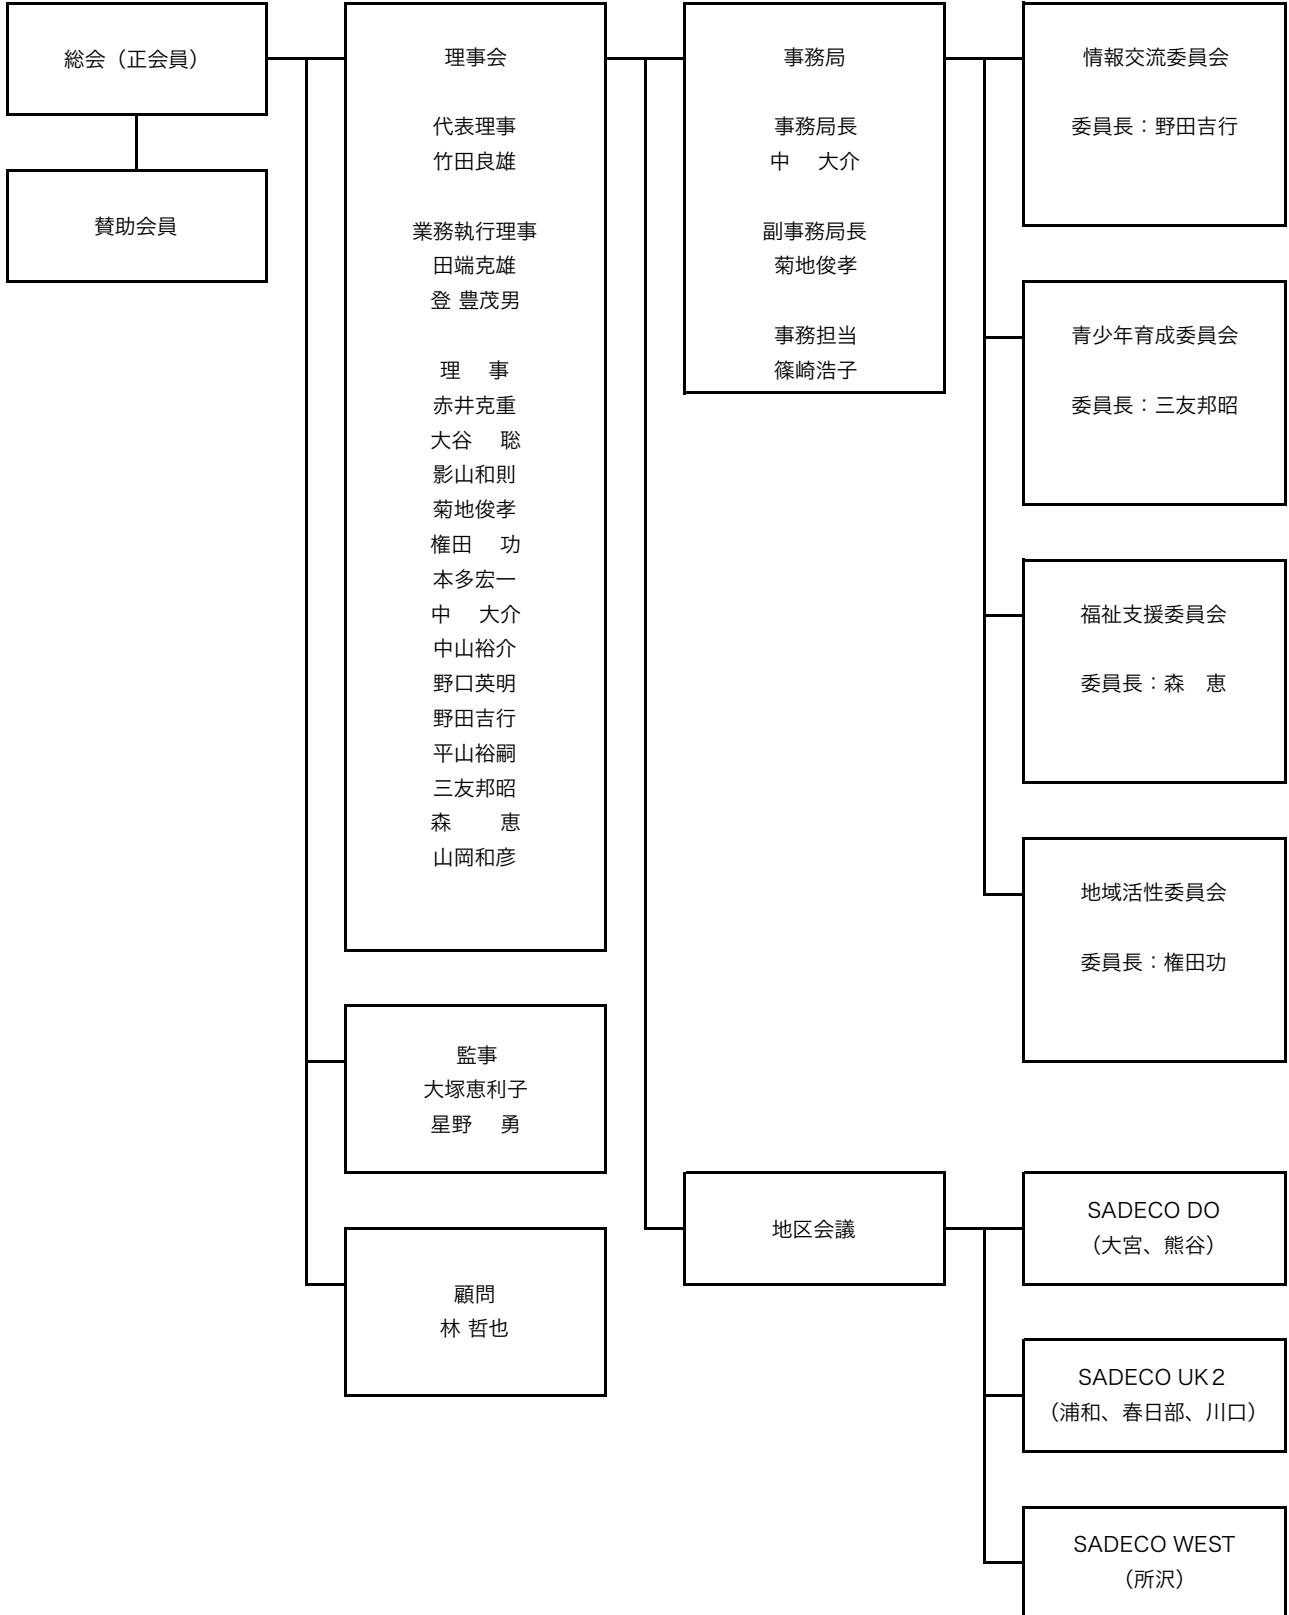 総会（正会員）
賛助会員
理事会
代表理事
竹田良雄
業務執行理事
田端克雄
登 豊茂男
理　事
赤井克重
大谷　聡
影山和則
菊地俊孝
権田　功
本多宏一
中　大介
中山裕介
野口英明
野田吉行
平山裕嗣
三友邦昭
森　　恵
山岡和彦
監事
大塚恵利子
星野　勇
顧問
林 哲也
事務局
事務局長
中　大介
副事務局長
菊地俊孝
事務担当
篠崎浩子
地区会議
情報交流委員会
委員長：野田吉行
青少年育成委員会
委員長：三友邦昭
福祉支援委員会
委員長：森　恵
地域活性委員会
委員長：権田功
SADECO DO
（大宮、熊谷）
SADECO UK２
（浦和、春日部、川口）
SADECO WEST
（所沢）